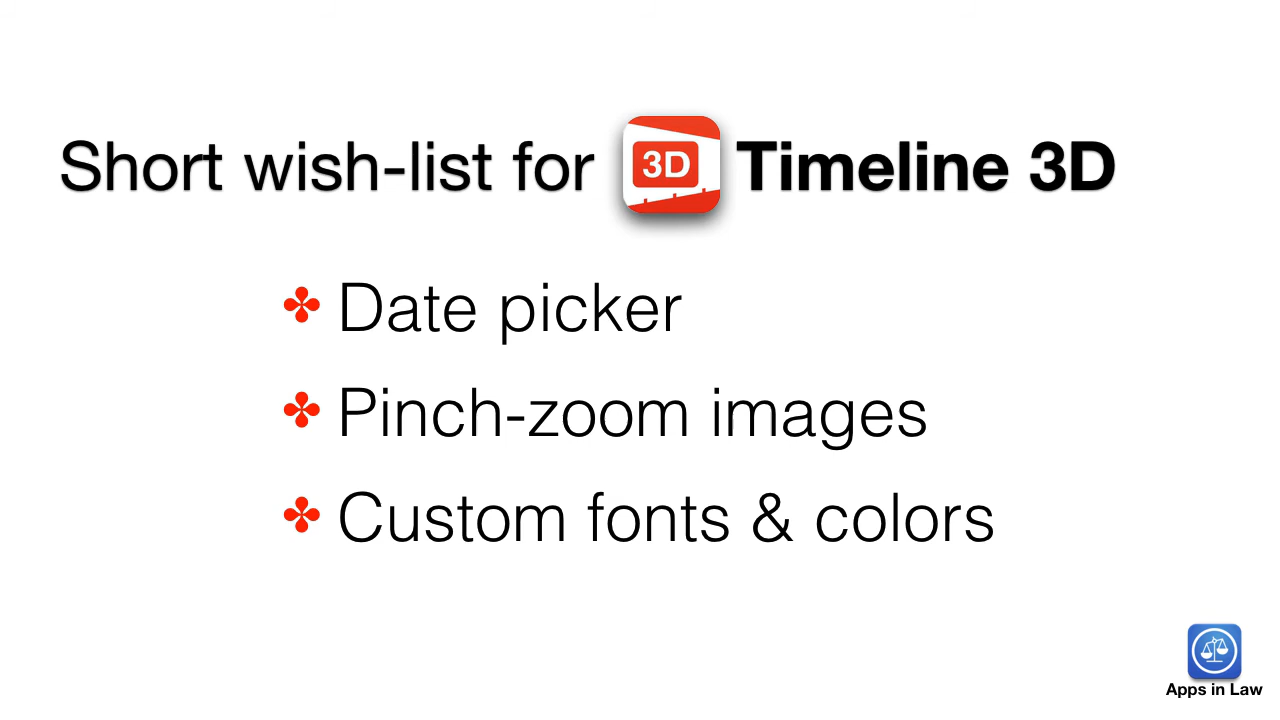 Short wish-list for 3D Timeline 3D
✤ Date picker
✤ Pinch-zoom images
✤ Custom fonts & colors
Apps in Law